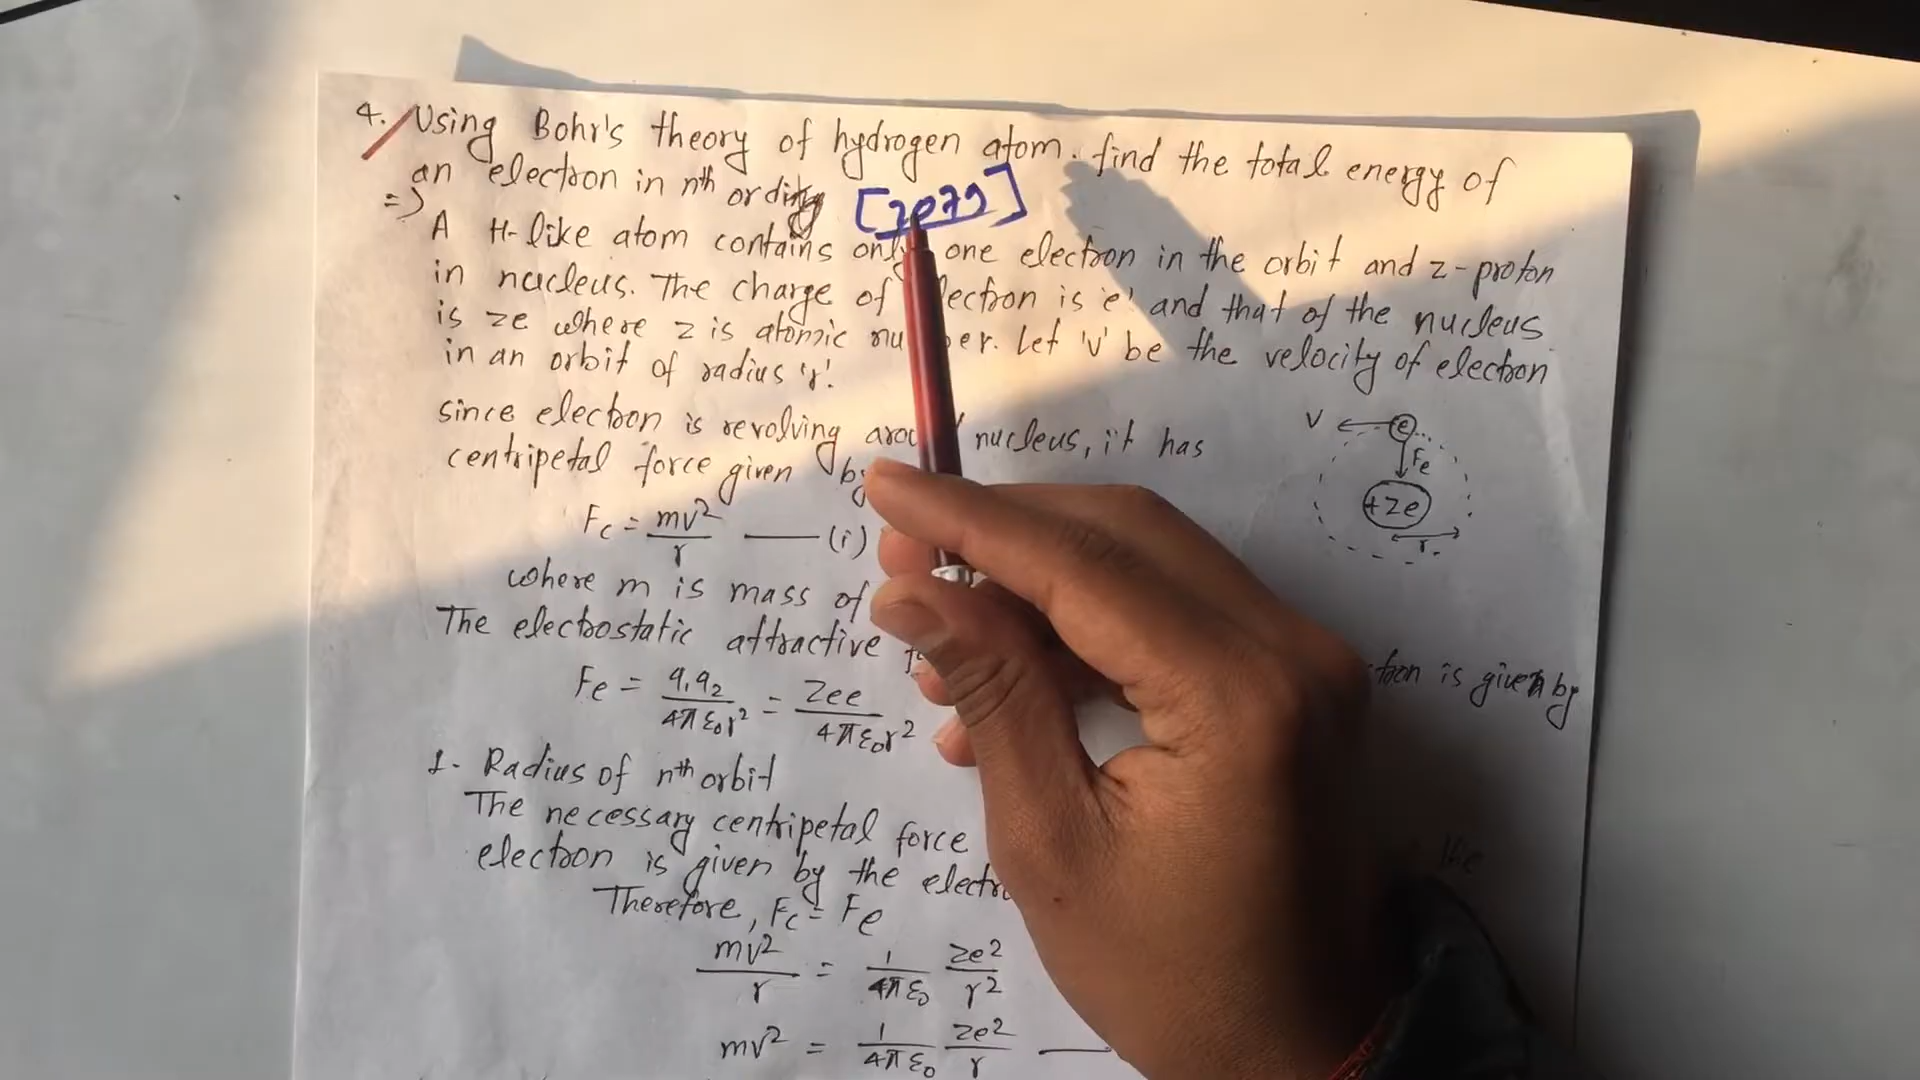 4. Using Bohr's theory of hydrogen atom. find the total energy of
an electron in nth [2079]
=> A H-like atom contains only one electron in the orbit and z-proton
in nucleus. The charge of electron is 'e' and that of the nucleus
is ze where z is atomic number. Let 'v' be the velocity of electron
in an orbit of radius 'r'.
since electron is revolving nucleus, it has
centripetal force given by
Fc = mv²/r —— (i)
where m is mass of
The electrostatic attractive is given by
Fe = q₁q₂/4πε₀r² = Zee/4πε₀r²
1. Radius of nth orbit
The necessary centripetal force the
electron is given by the
Therefore, Fc = Fe
mv²/r = 1/4πε₀ ze²/r²
mv² = 1/4πε₀ ze²/r ——
V
e
Fe
+Ze
r.